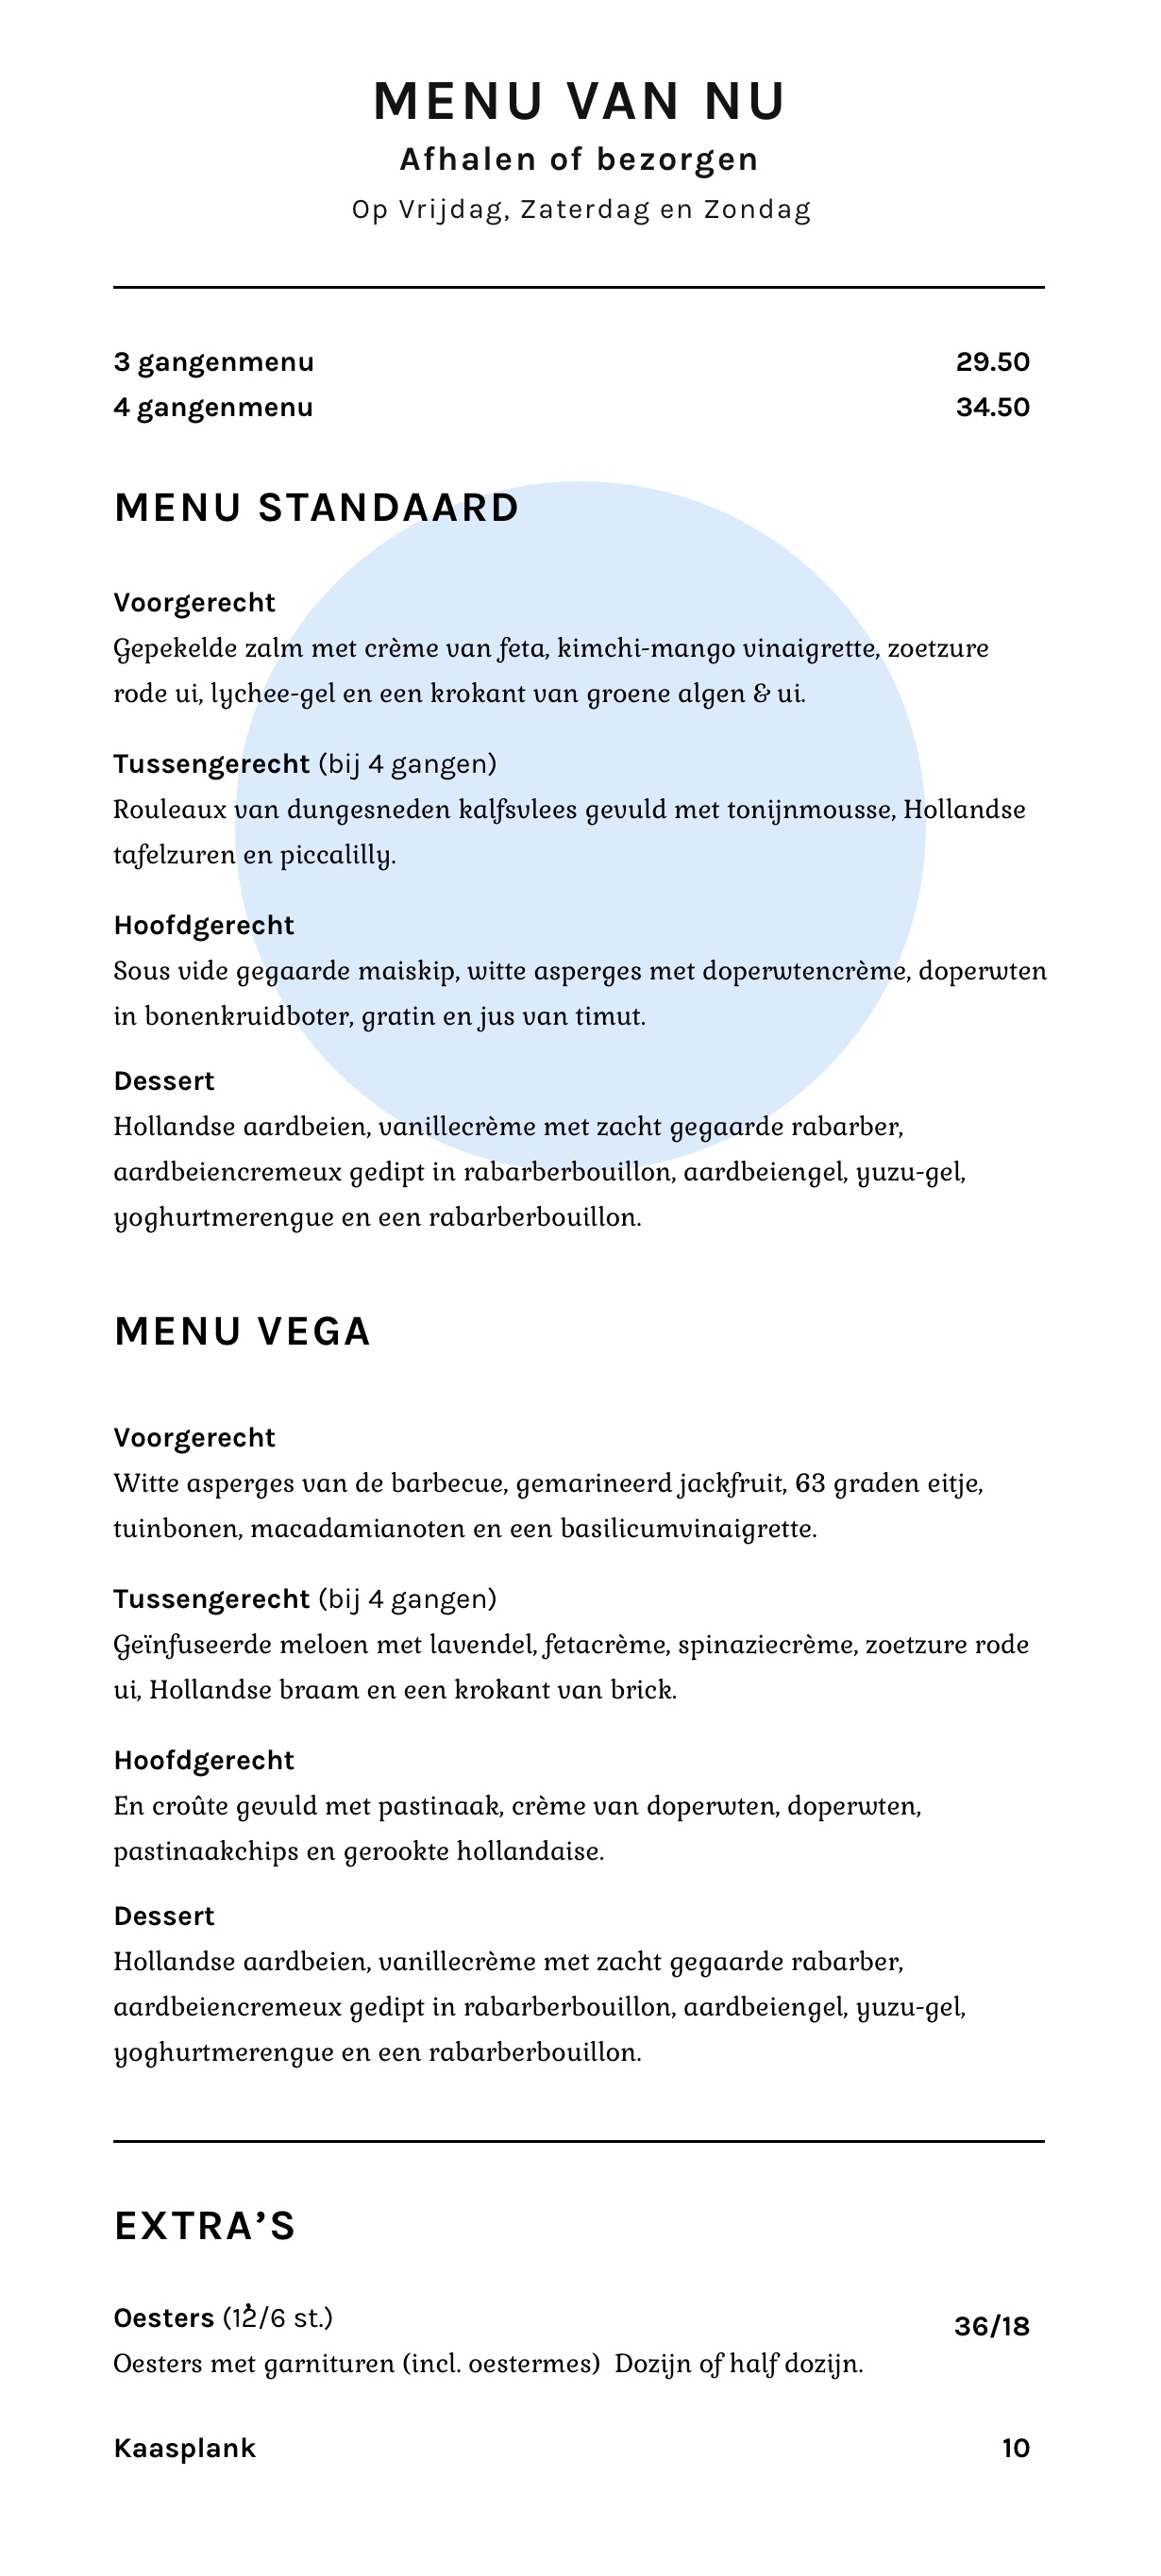 MENU VAN NU
Afhalen of bezorgen
Op Vrijdag, Zaterdag en Zondag
3 gangenmenu 29.50
4 gangenmenu 34.50
MENU STANDAARD
Voorgerecht
Gepekelde zalm met crème van feta, kimchi-mango vinaigrette, zoetzure
rode ui, lychee-gel en een krokant van groene algen & ui.
Tussengerecht (bij 4 gangen)
Rouleaux van dungesneden kalfsvlees gevuld met tonijnmousse, Hollandse
tafelzuren en piccalilly.
Hoofdgerecht
Sous vide gegaarde maiskip, witte asperges met doperwtencrème, doperwten
in bonenkruidboter, gratin en jus van timut.
Dessert
Hollandse aardbeien, vanillecrème met zacht gegaarde rabarber,
aardbeiencremeux gedipt in rabarberbouillon, aardbeiengel, yuzu-gel,
yoghurtmerengue en een rabarberbouillon.
MENU VEGA
Voorgerecht
Witte asperges van de barbecue, gemarineerd jackfruit, 63 graden eitje,
tuinbonen, macadamianoten en een basilicumvinaigrette.
Tussengerecht (bij 4 gangen)
Geïnfuseerde meloen met lavendel, fetacrème, spinaziecrème, zoetzure rode
ui, Hollandse braam en een krokant van brick.
Hoofdgerecht
En croûte gevuld met pastinaak, crème van doperwten, doperwten,
pastinaakchips en gerookte hollandaise.
Dessert
Hollandse aardbeien, vanillecrème met zacht gegaarde rabarber,
aardbeiencremeux gedipt in rabarberbouillon, aardbeiengel, yuzu-gel,
yoghurtmerengue en een rabarberbouillon.
EXTRA’S
Oesters (12/6 st.) 36/18
Oesters met garnituren (incl. oestermes) Dozijn of half dozijn.
Kaasplank 10